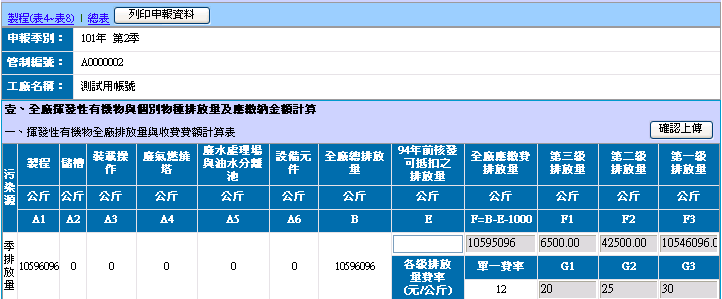 製程(表4~表8) | 總表 列印申報資料
申報季別： 101年 第2季
管制編號： A0000002
工廠名稱： 測試用帳號
壹、全廠揮發性有機物與個別物種排放量及應繳納金額計算
一、揮發性有機物全廠排放量與收費費額計算表 確認上傳
污染源 製程 儲槽 裝載操作 廢氣燃燒塔 廢水處理場與油水分離池 設備元件 全廠總排放量 94年前核發可抵扣之排放量 全廠應繳費排放量 第三級排放量 第二級排放量 第一級排放量
公斤 公斤 公斤 公斤 公斤 公斤 公斤 公斤 公斤 公斤 公斤 公斤
A1 A2 A3 A4 A5 A6 B E F=B-E-1000 F1 F2 F3
季排放量 10596096 0 0 0 0 0 10596096 10595096 6500.00 42500.00 10546096.0
各級排放量費率(元/公斤) 單一費率 G1 G2 G3
12 20 25 30